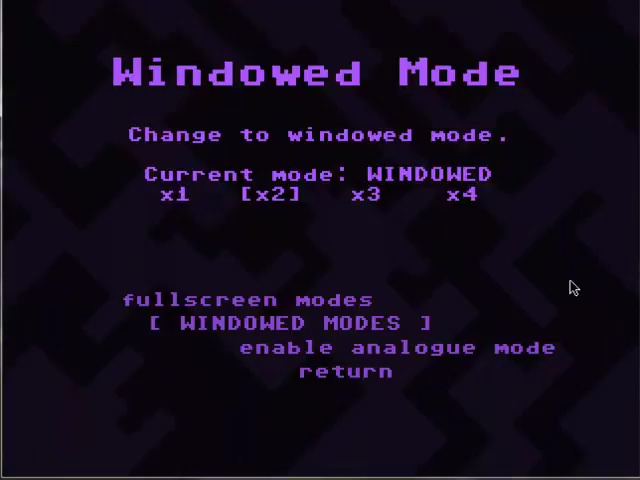 Windowed Mode
Change to windowed mode.
Current mode: WINDOWED
x1 [x2] x3 x4
fullscreen modes
[ WINDOWED MODES ]
enable analogue mode
return